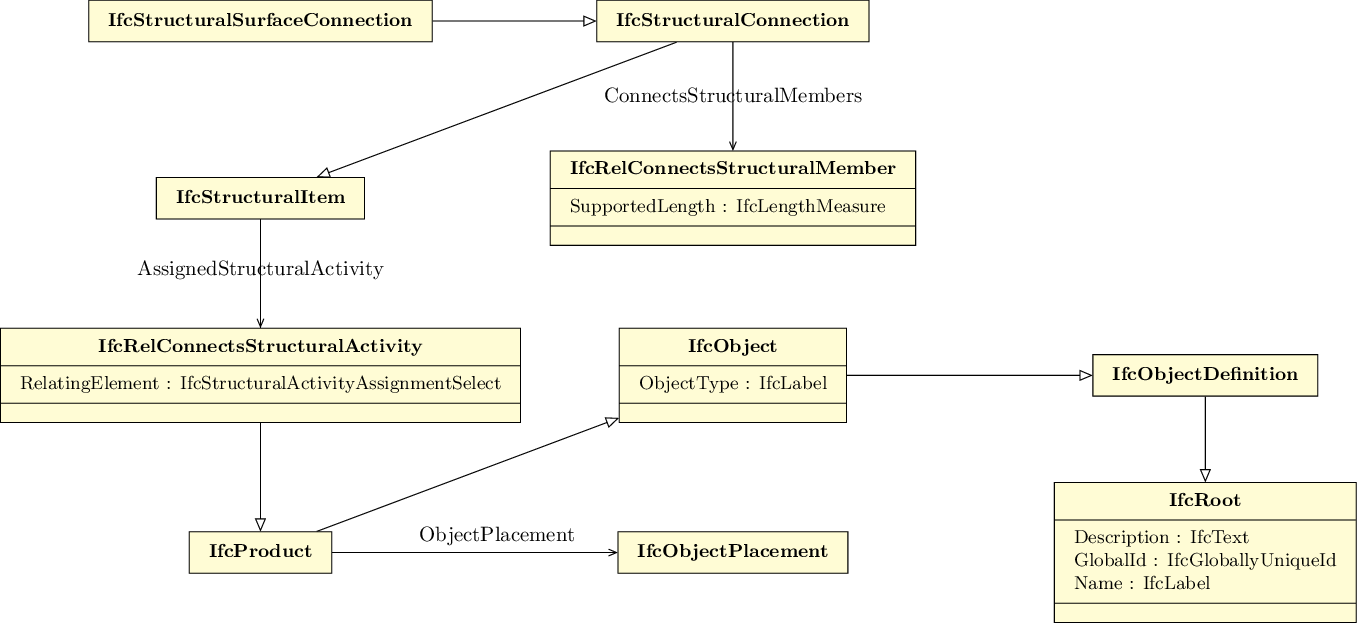 IfcStructuralSurfaceConnection
IfcStructuralConnection
ConnectsStructuralMembers
IfcRelConnectsStructuralMember
SupportedLength : IfcLengthMeasure
IfcStructuralItem
AssignedStructuralActivity
IfcRelConnectsStructuralActivity
RelatingElement : IfcStructuralActivityAssignmentSelect
IfcObject
ObjectType : IfcLabel
IfcObjectDefinition
IfcProduct
ObjectPlacement
IfcObjectPlacement
IfcRoot
Description : IfcText
GlobalId : IfcGloballyUniqueId
Name : IfcLabel